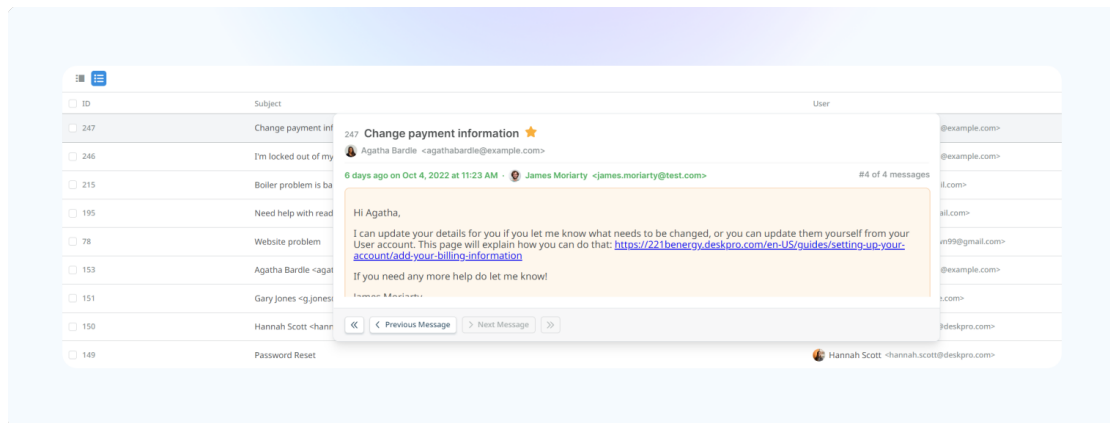 ID Subject User
247 Change payment inf @example.com>
247 Change payment information
Agatha Bardle <agathabardle@example.com>
246 I'm locked out of my @example.com>
6 days ago on Oct 4, 2022 at 11:23 AM · James Moriarty <james.moriarty@test.com> #4 of 4 messages
215 Boiler problem is ba il.com>
Hi Agatha,
195 Need help with read ail.com>
I can update your details for you if you let me know what needs to be changed, or you can update them yourself from your
User account. This page will explain how you can do that: https://221benergy.deskpro.com/en-US/guides/setting-up-your-
account/add-your-billing-information
78 Website problem vn99@gmail.com>
153 Agatha Bardle <agat @example.com>
If you need any more help do let me know!
151 Gary Jones <g.jones e.com>
James Moriarty
150 Hannah Scott <hann @deskpro.com>
Previous Message Next Message
149 Password Reset Hannah Scott <hannah.scott@deskpro.com>